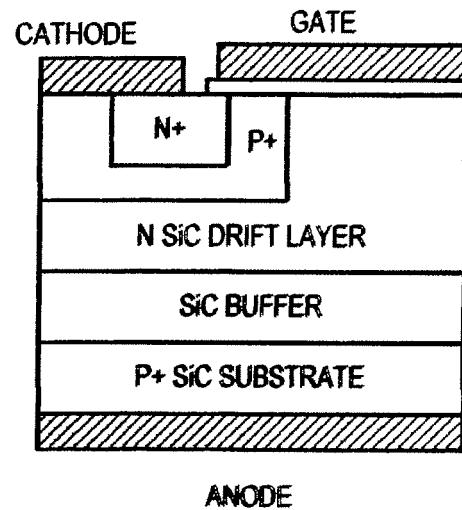 CATHODE
GATE
N+
P+
N SiC DRIFT LAYER
SiC BUFFER
P+ SiC SUBSTRATE
ANODE